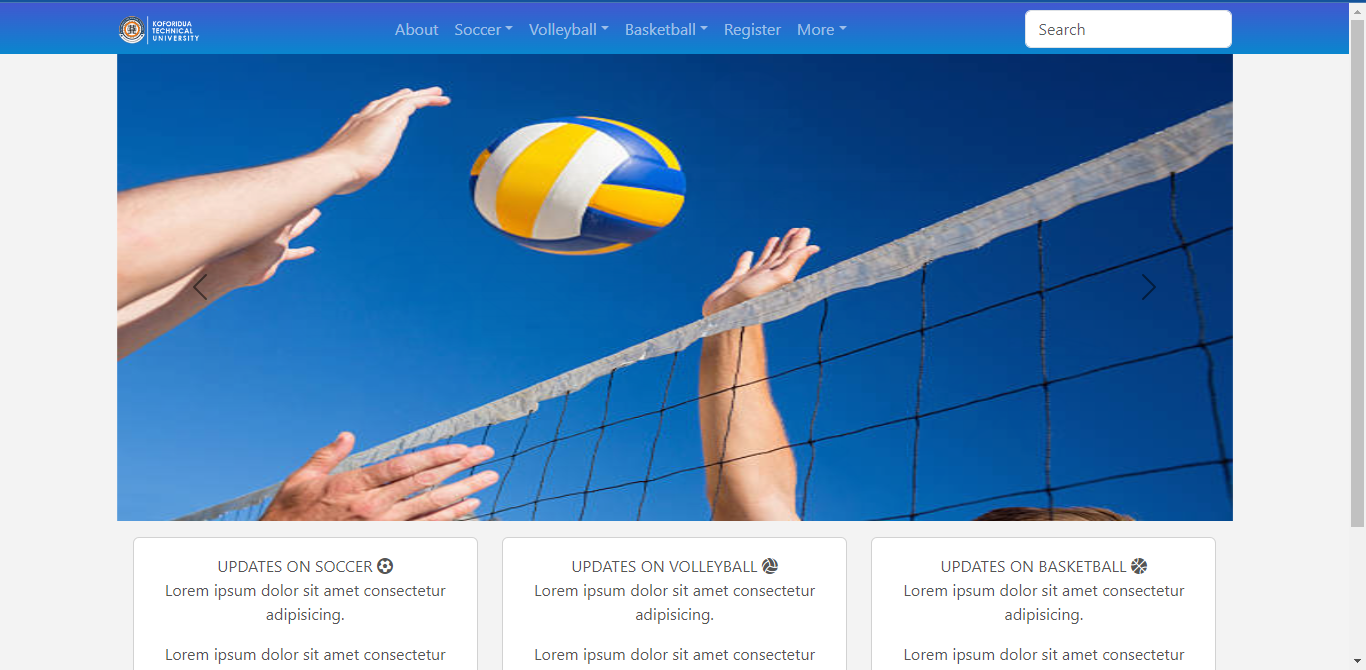 KOFORIDUA
TECHNICAL
UNIVERSITY
About Soccer Volleyball Basketball Register More
Search
UPDATES ON SOCCER
Lorem ipsum dolor sit amet consectetur
adipisicing.
Lorem ipsum dolor sit amet consectetur
UPDATES ON VOLLEYBALL
Lorem ipsum dolor sit amet consectetur
adipisicing.
Lorem ipsum dolor sit amet consectetur
UPDATES ON BASKETBALL
Lorem ipsum dolor sit amet consectetur
adipisicing.
Lorem ipsum dolor sit amet consectetur